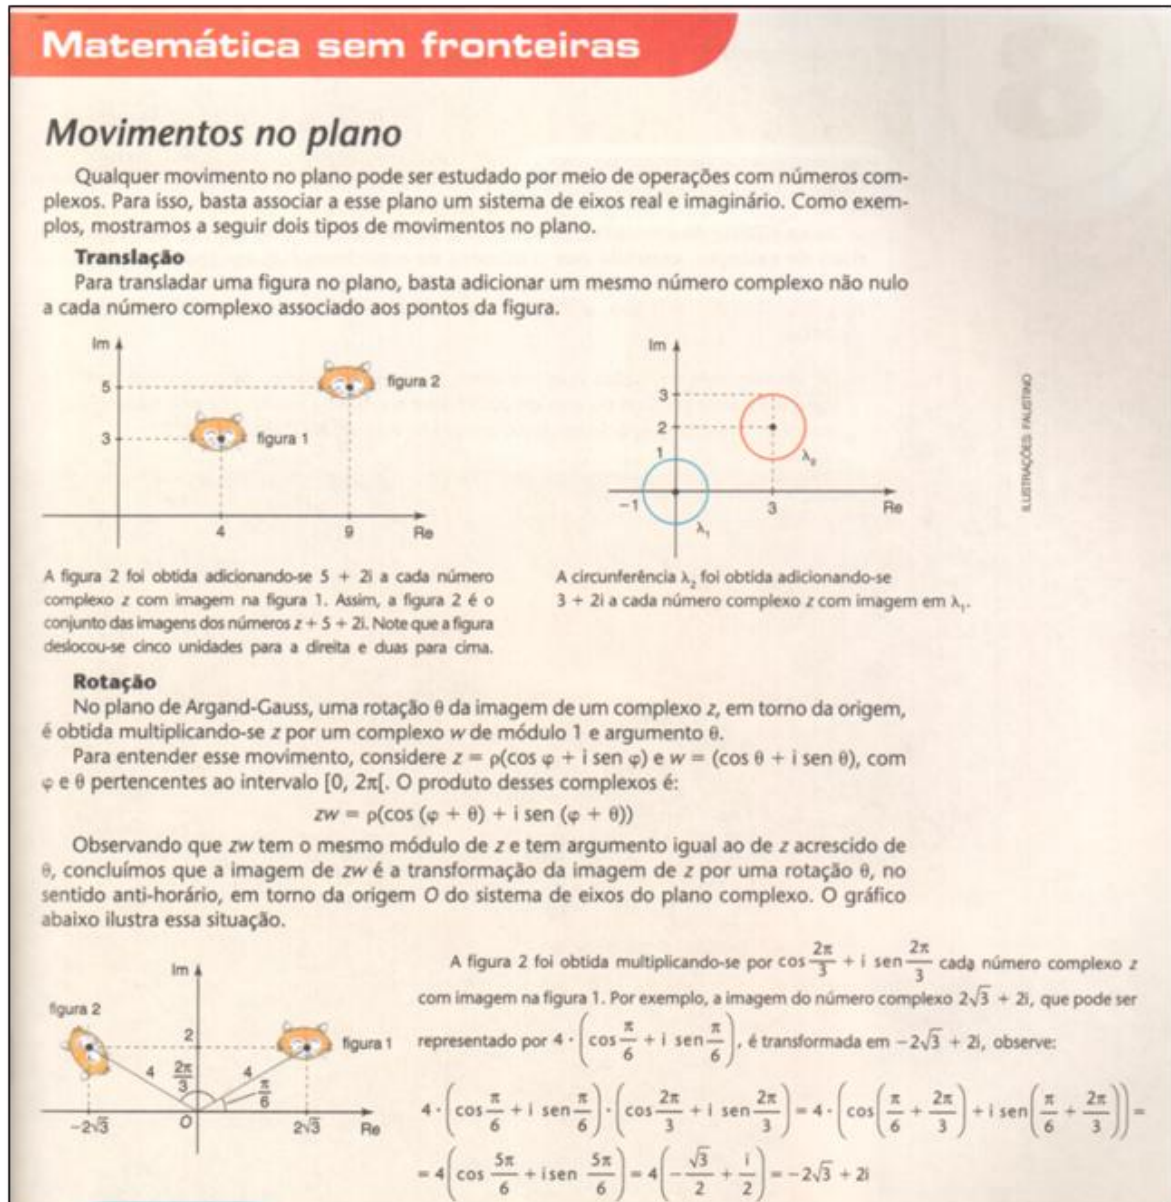 Matemática sem fronteiras
Movimentos no plano
Qualquer movimento no plano pode ser estudado por meio de operações com números com-
plexos. Para isso, basta associar a esse plano um sistema de eixos real e imaginário. Como exem-
plos, mostramos a seguir dois tipos de movimentos no plano.
Translação
Para transladar uma figura no plano, basta adicionar um mesmo número complexo não nulo
a cada número complexo associado aos pontos da figura.
Im
5
figura 2
3
figura 1
4
9
Re
Im
3
2
1
λ₂
−1
3
Re
λ₁
ILUSTRAÇÕES: FAUSTINO
A figura 2 foi obtida adicionando-se 5 + 2i a cada número
complexo z com imagem na figura 1. Assim, a figura 2 é o
conjunto das imagens dos números z + 5 + 2i. Note que a figura
deslocou-se cinco unidades para a direita e duas para cima.
A circunferência λ₂ foi obtida adicionando-se
3 + 2i a cada número complexo z com imagem em λ₁.
Rotação
No plano de Argand-Gauss, uma rotação θ da imagem de um complexo z, em torno da origem,
é obtida multiplicando-se z por um complexo w de módulo 1 e argumento θ.
Para entender esse movimento, considere z = ρ(cos φ + i sen φ) e w = (cos θ + i sen θ), com
φ e θ pertencentes ao intervalo [0, 2π[. O produto desses complexos é:
zw = ρ(cos (φ + θ) + i sen (φ + θ))
Observando que zw tem o mesmo módulo de z e tem argumento igual ao de z acrescido de
θ, concluímos que a imagem de zw é a transformação da imagem de z por uma rotação θ, no
sentido anti-horário, em torno da origem O do sistema de eixos do plano complexo. O gráfico
abaixo ilustra essa situação.
Im
figura 2
2
figura 1
4
2π/3
4
π/6
−2√3
O
2√3
Re
A figura 2 foi obtida multiplicando-se por cos 2π/3 + i sen 2π/3 cada número complexo z
com imagem na figura 1. Por exemplo, a imagem do número complexo 2√3 + 2i, que pode ser
representado por 4 · (cos π/6 + i sen π/6), é transformada em −2√3 + 2i, observe:
4 · (cos π/6 + i sen π/6) · (cos 2π/3 + i sen 2π/3) = 4 · (cos(π/6 + 2π/3) + i sen(π/6 + 2π/3)) =
= 4(cos 5π/6 + i sen 5π/6) = 4(−√3/2 + i/2) = −2√3 + 2i